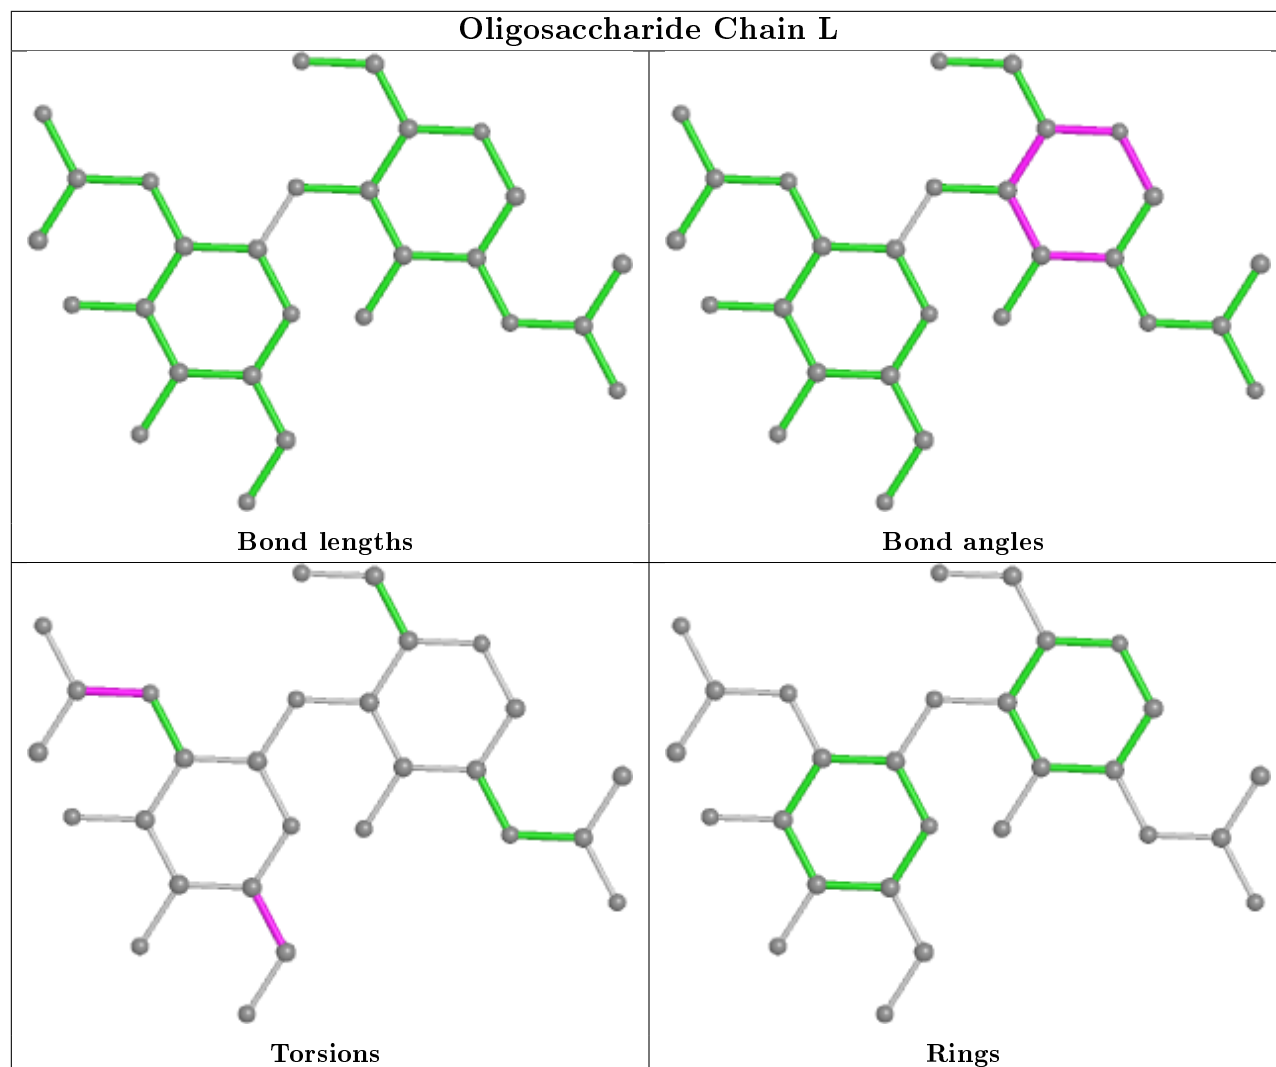 Oligosaccharide Chain L
Bond lengths
Bond angles
Torsions
Rings